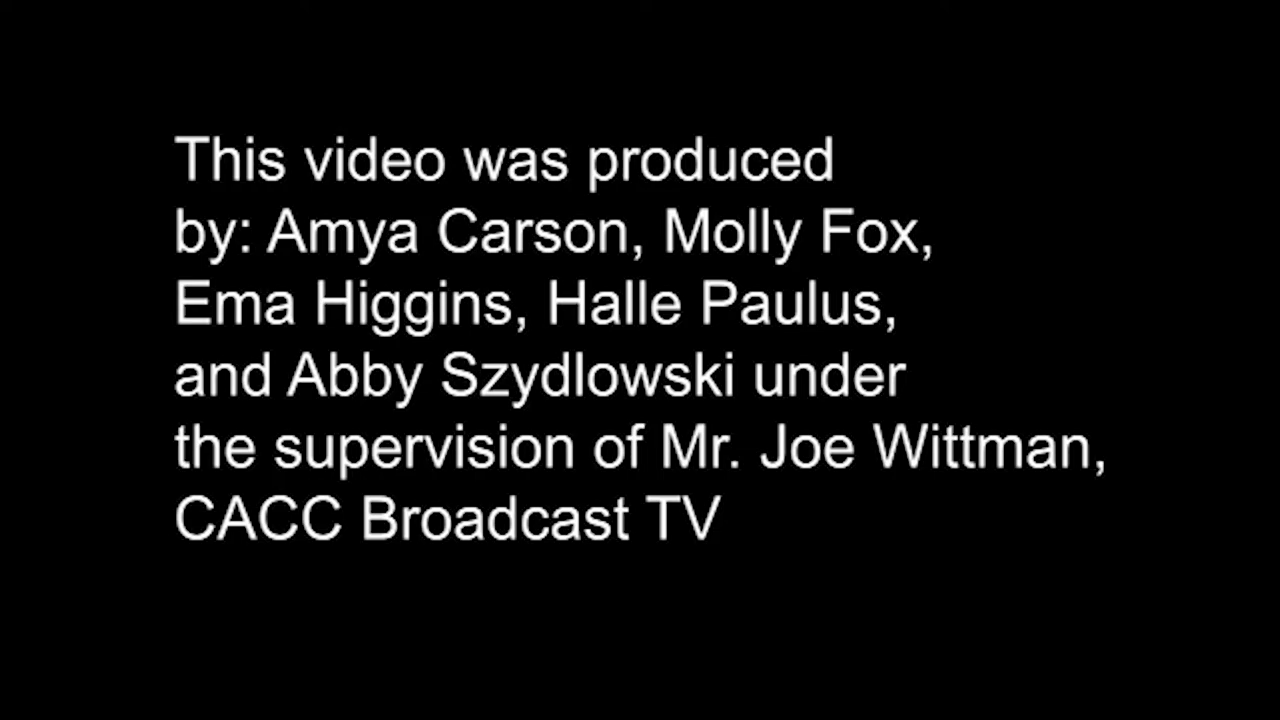 This video was produced
by: Amya Carson, Molly Fox,
Ema Higgins, Halle Paulus,
and Abby Szydlowski under
the supervision of Mr. Joe Wittman,
CACC Broadcast TV